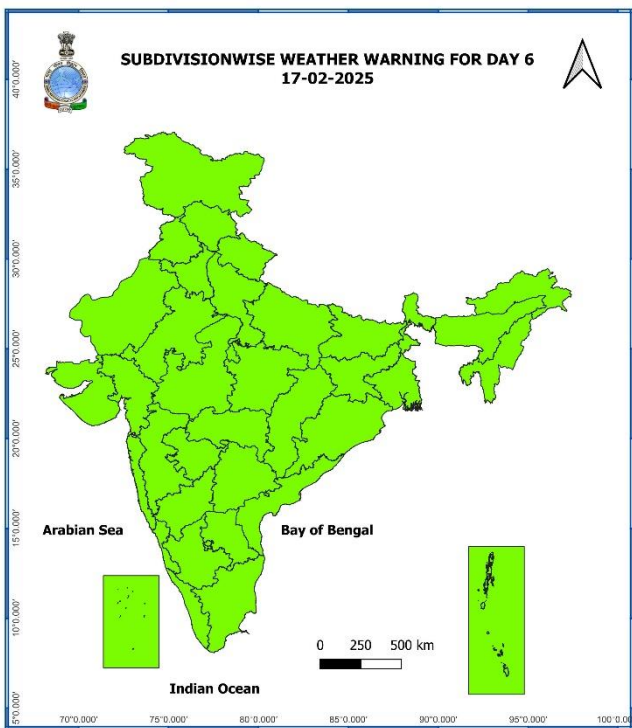 SUBDIVISIONWISE WEATHER WARNING FOR DAY 6
17-02-2025
40°0.000'
35°0.000'
30°0.000'
25°0.000'
20°0.000'
15°0.000'
10°0.000'
5°0.000'
Arabian Sea
Bay of Bengal
0 250 500 km
Indian Ocean
70°0.000' 75°0.000' 80°0.000' 85°0.000' 90°0.000' 95°0.000' 100°0.0